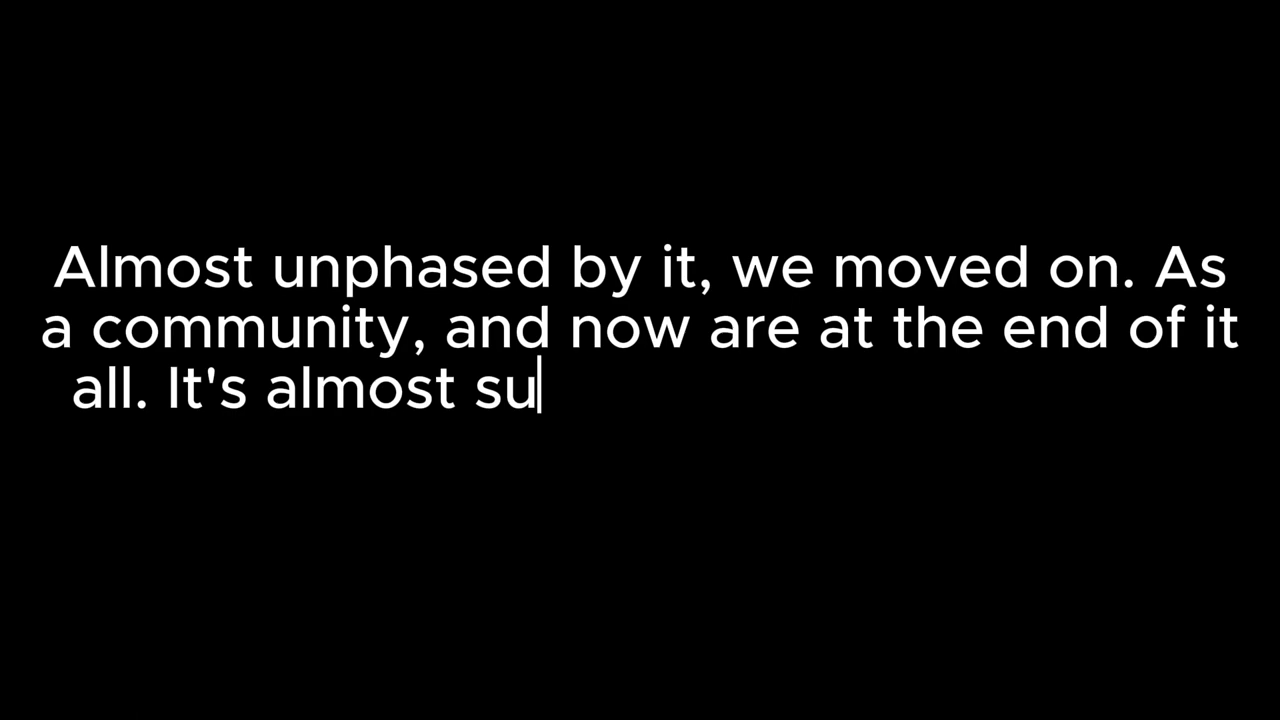 Almost unphased by it, we moved on. As
a community, and now are at the end of it
all. It's almost su